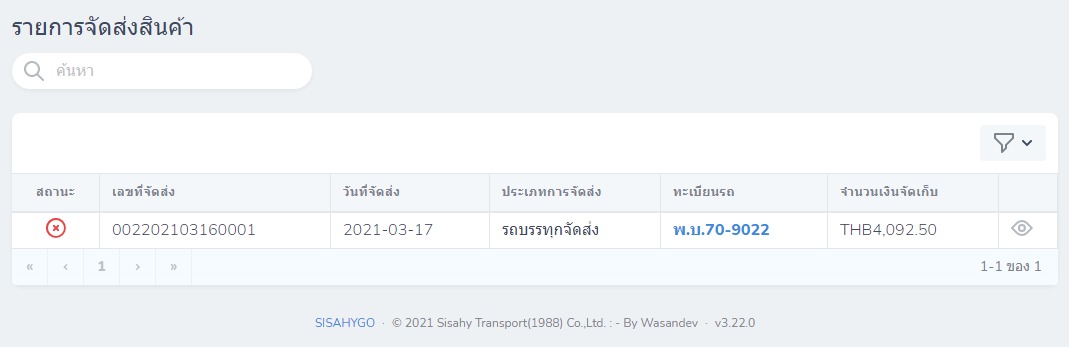 รายการจัดส่งสินค้า
ค้นหา
สถานะ เลขที่จัดส่ง วันที่จัดส่ง ประเภทการจัดส่ง ทะเบียนรถ จำนวนเงินจัดเก็บ
002202103160001 2021-03-17 รถบรรทุกจัดส่ง พ.บ.70-9022 THB4,092.50
« ‹ 1 › » 1-1 ของ 1
SISAHYGO · © 2021 Sisahy Transport(1988) Co.,Ltd. : - By Wasandev · v3.22.0